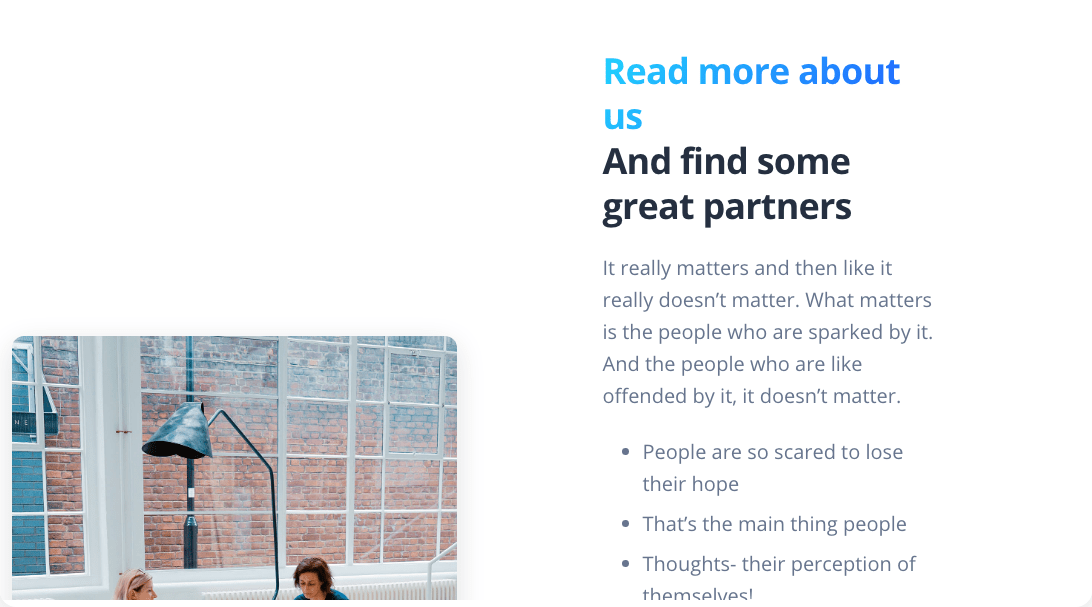 Read more about
us
And find some
great partners
It really matters and then like it
really doesn’t matter. What matters
is the people who are sparked by it.
And the people who are like
offended by it, it doesn’t matter.
• People are so scared to lose
their hope
• That’s the main thing people
• Thoughts- their perception of
themselves!